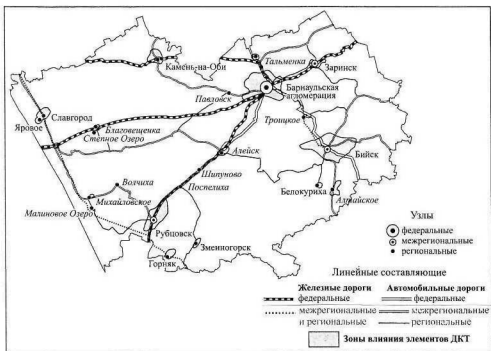 Тальменка
Камень-на-Оби
Заринск
Барнаульская
агломерация
Павловск
Славгород
Троицкое
Яровое
Благовещенка
Степное Озеро
Алейск
Бийск
Шипуново
Волчиха
Поспелиха
Белокуриха
Михайловское
Алтайское
Малиновое Озеро
Узлы
федеральные
Рубцовск
межрегиональные
Змеиногорск
региональные
Горняк
Линейные составляющие
Железные дороги Автомобильные дороги
федеральные федеральные
межрегиональные межрегиональные
и региональные региональные
Зоны влияния элементов ДКТ